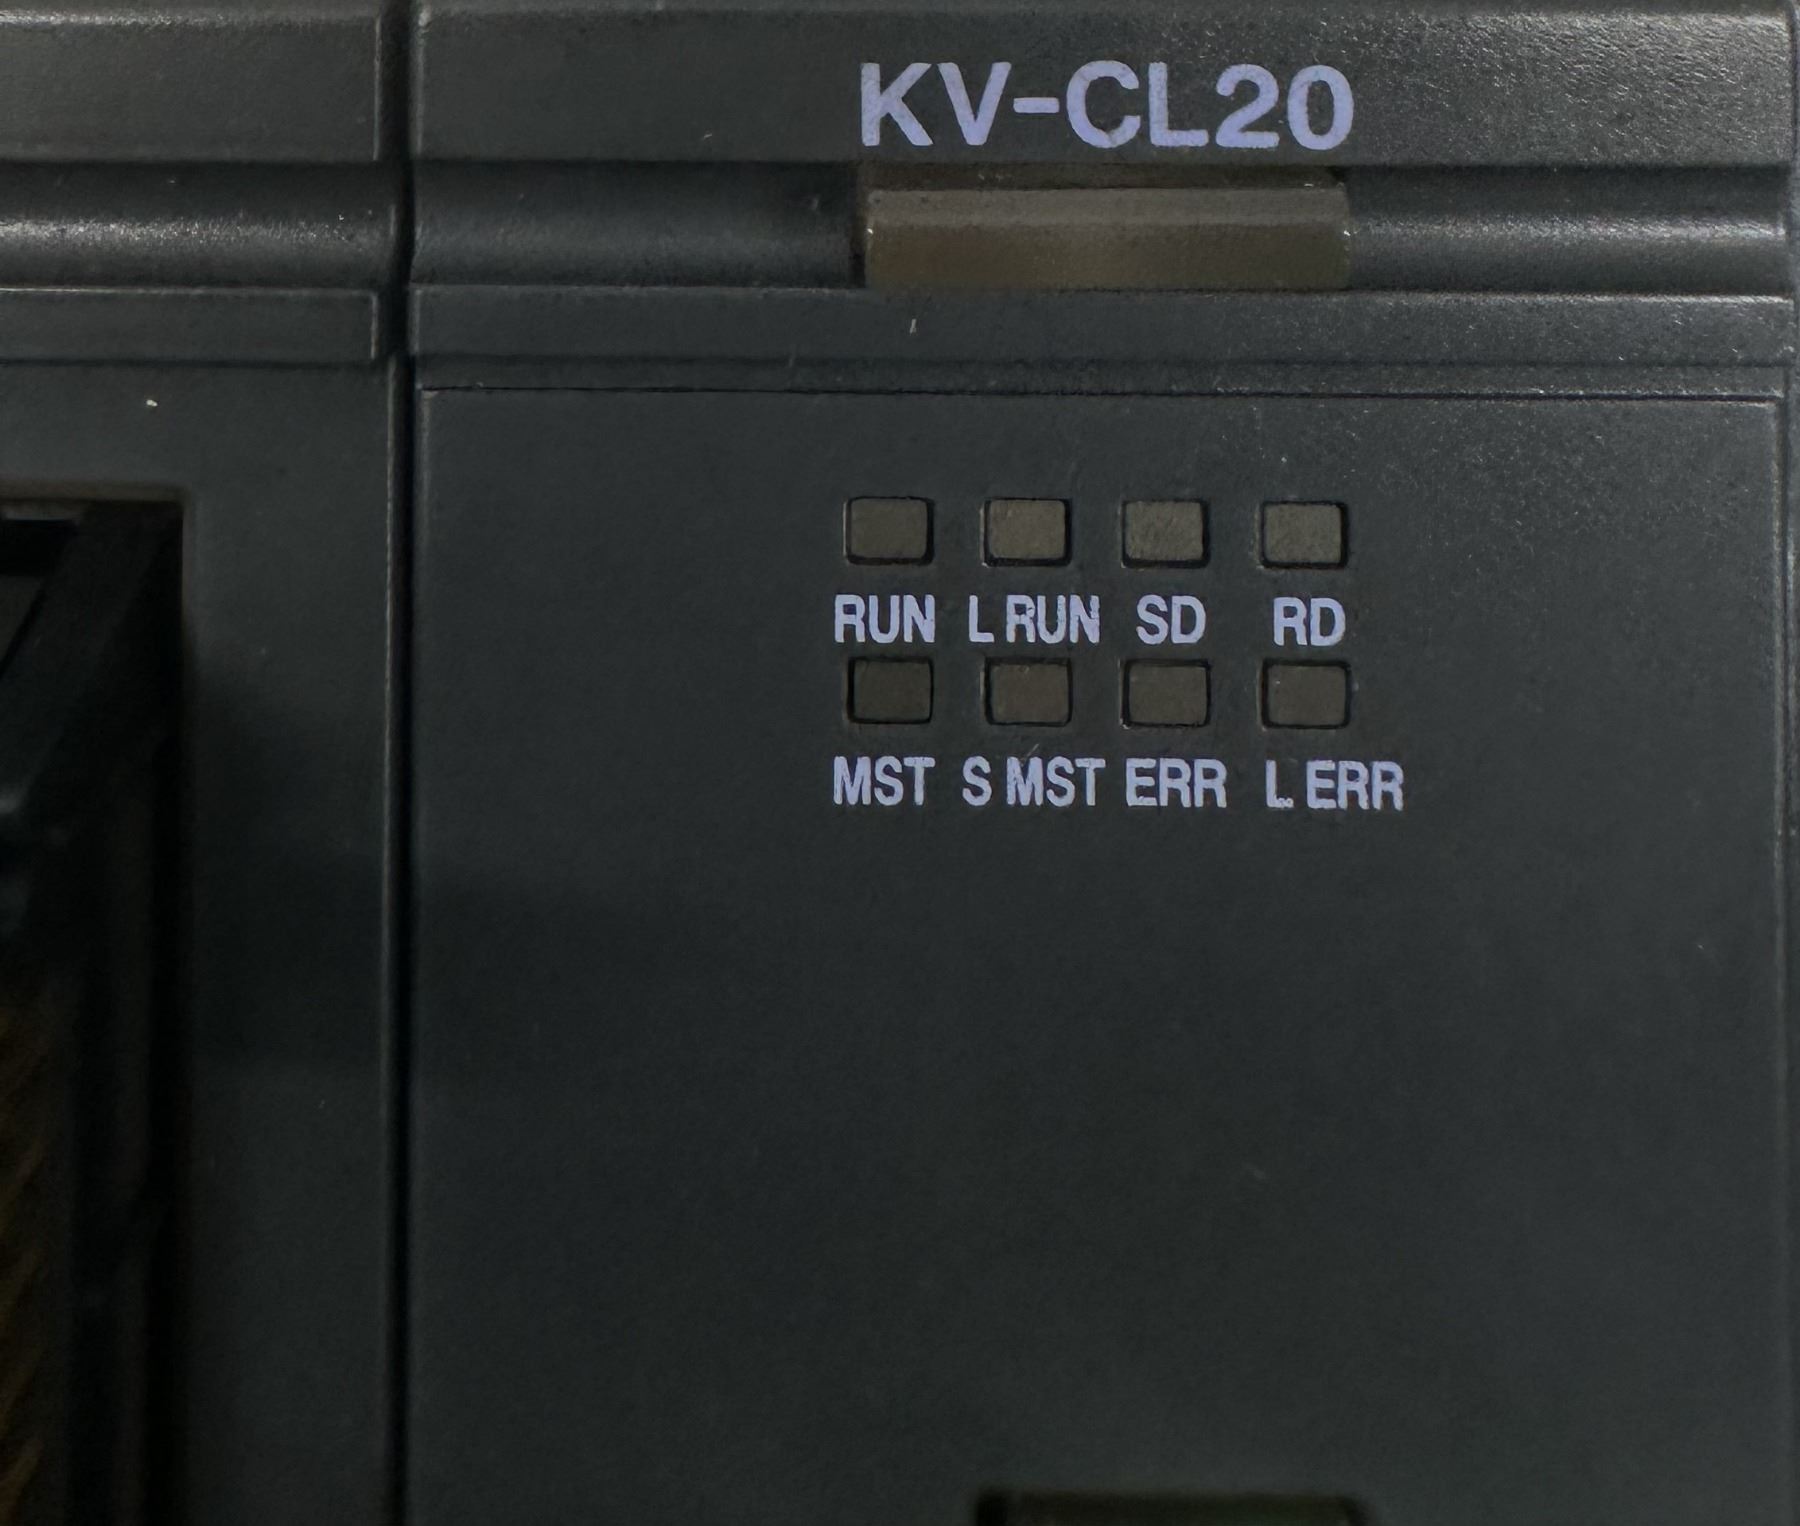 KV-CL20
RUN L RUN SD RD
MST S MST ERR L ERR